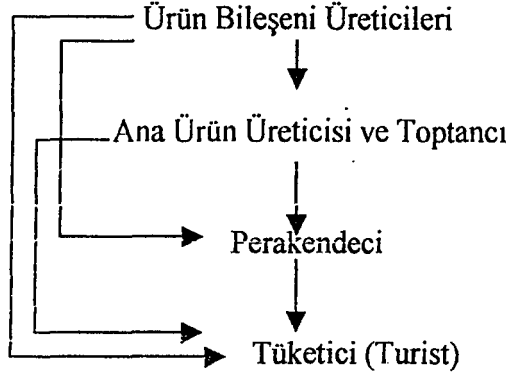 Ürün Bileşeni Üreticileri
Ana Ürün Üreticisi ve Toptancı
Perakendeci
Tüketici (Turist)